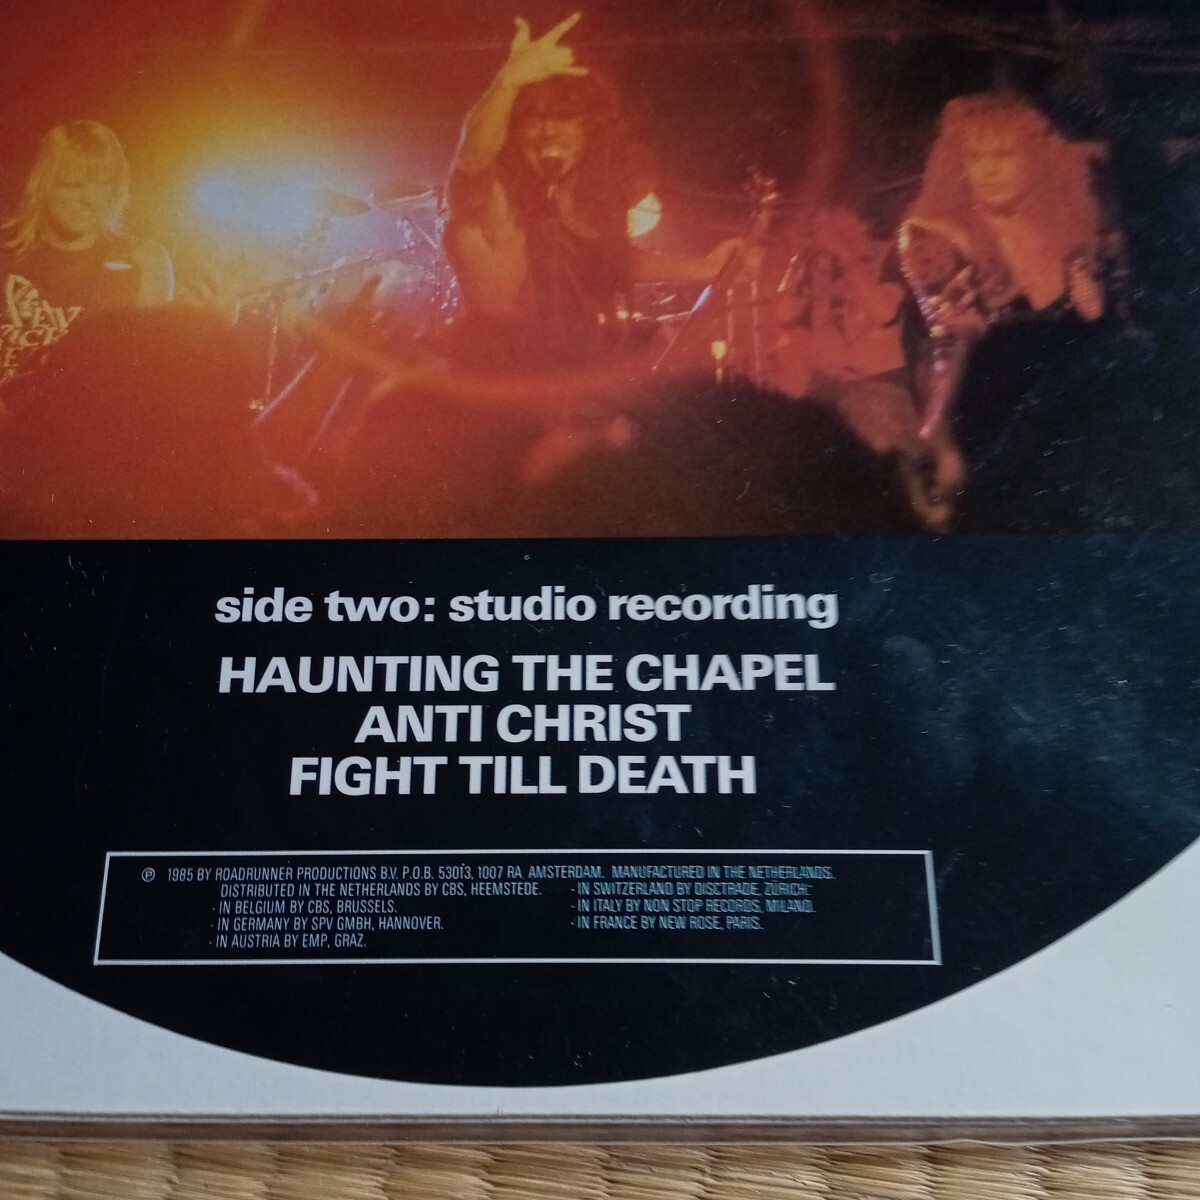 side two: studio recording
HAUNTING THE CHAPEL
ANTI CHRIST
FIGHT TILL DEATH
℗ 1985 BY ROADRUNNER PRODUCTIONS B.V. P.O.B. 53013, 1007 RA AMSTERDAM. MANUFACTURED IN THE NETHERLANDS.
DISTRIBUTED IN THE NETHERLANDS BY CBS, HEEMSTEDE. - IN SWITZERLAND BY DISCTRADE, ZÜRICH.
- IN BELGIUM BY CBS, BRUSSELS. - IN ITALY BY NON STOP RECORDS, MILANO.
- IN GERMANY BY SPV GMBH, HANNOVER. - IN FRANCE BY NEW ROSE, PARIS.
- IN AUSTRIA BY EMP, GRAZ.